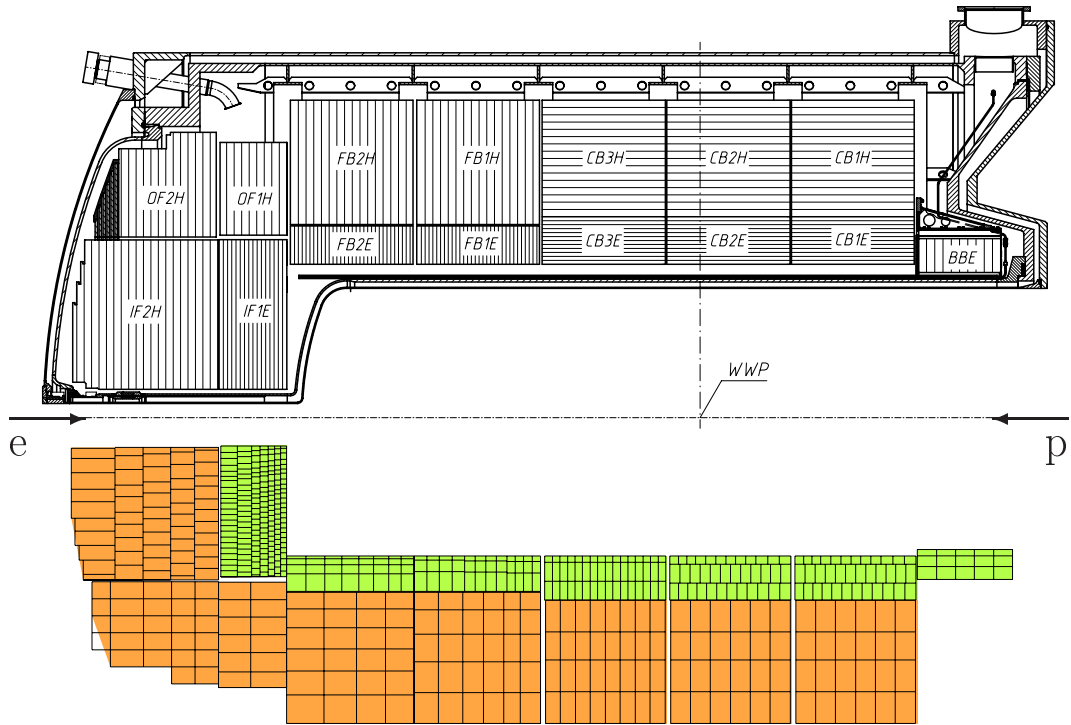 FB2H FB1H CB3H CB2H CB1H
OF2H OF1H
FB2E FB1E CB3E CB2E CB1E
BBE
IF2H IF1E
WWP
e p